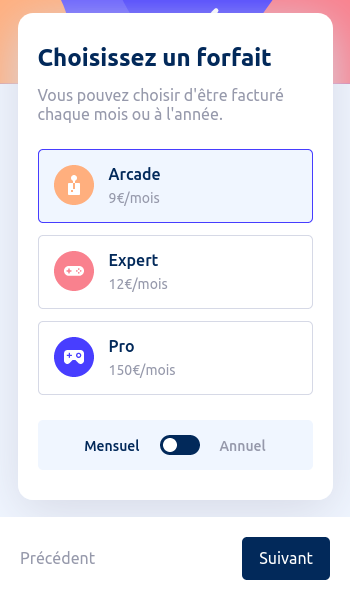 Choisissez un forfait
Vous pouvez choisir d'être facturé
chaque mois ou à l'année.
Arcade
9€/mois
Expert
12€/mois
Pro
150€/mois
Mensuel
Annuel
Précédent
Suivant